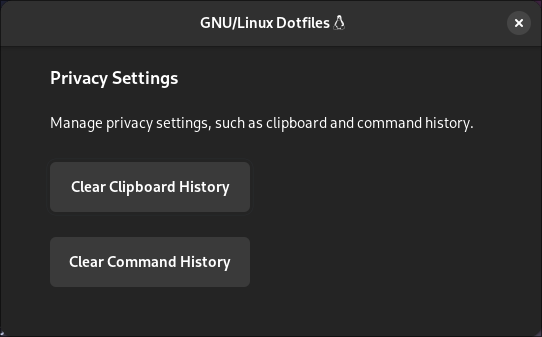 GNU/Linux Dotfiles 🐧
Privacy Settings
Manage privacy settings, such as clipboard and command history.
Clear Clipboard History
Clear Command History